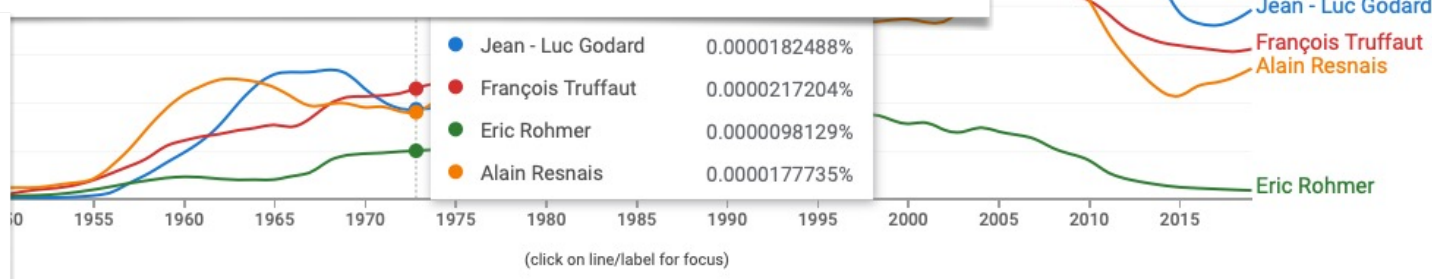 Jean - Luc Godard
François Truffaut
Alain Resnais
Eric Rohmer
Jean - Luc Godard 0.0000182488%
François Truffaut 0.0000217204%
Eric Rohmer 0.0000098129%
Alain Resnais 0.0000177735%
1955 1960 1965 1970 1975 1980 1985 1990 1995 2000 2005 2010 2015
(click on line/label for focus)